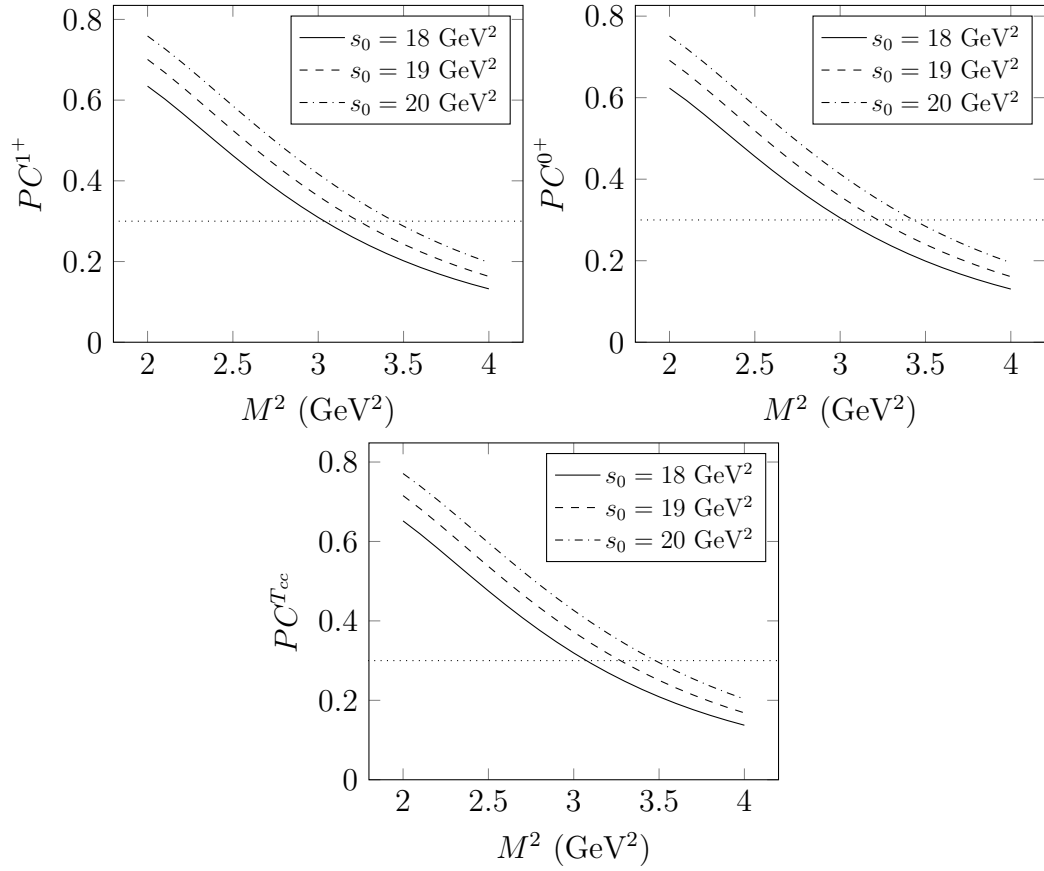 0.8
0.6
0.4
0.2
0
PC^{1^+}
s_0 = 18 GeV^2
s_0 = 19 GeV^2
s_0 = 20 GeV^2
2 2.5 3 3.5 4
M^2 (GeV^2)
0.8
0.6
0.4
0.2
0
PC^{0^+}
s_0 = 18 GeV^2
s_0 = 19 GeV^2
s_0 = 20 GeV^2
2 2.5 3 3.5 4
M^2 (GeV^2)
0.8
0.6
0.4
0.2
0
PC^{T_{cc}}
s_0 = 18 GeV^2
s_0 = 19 GeV^2
s_0 = 20 GeV^2
2 2.5 3 3.5 4
M^2 (GeV^2)